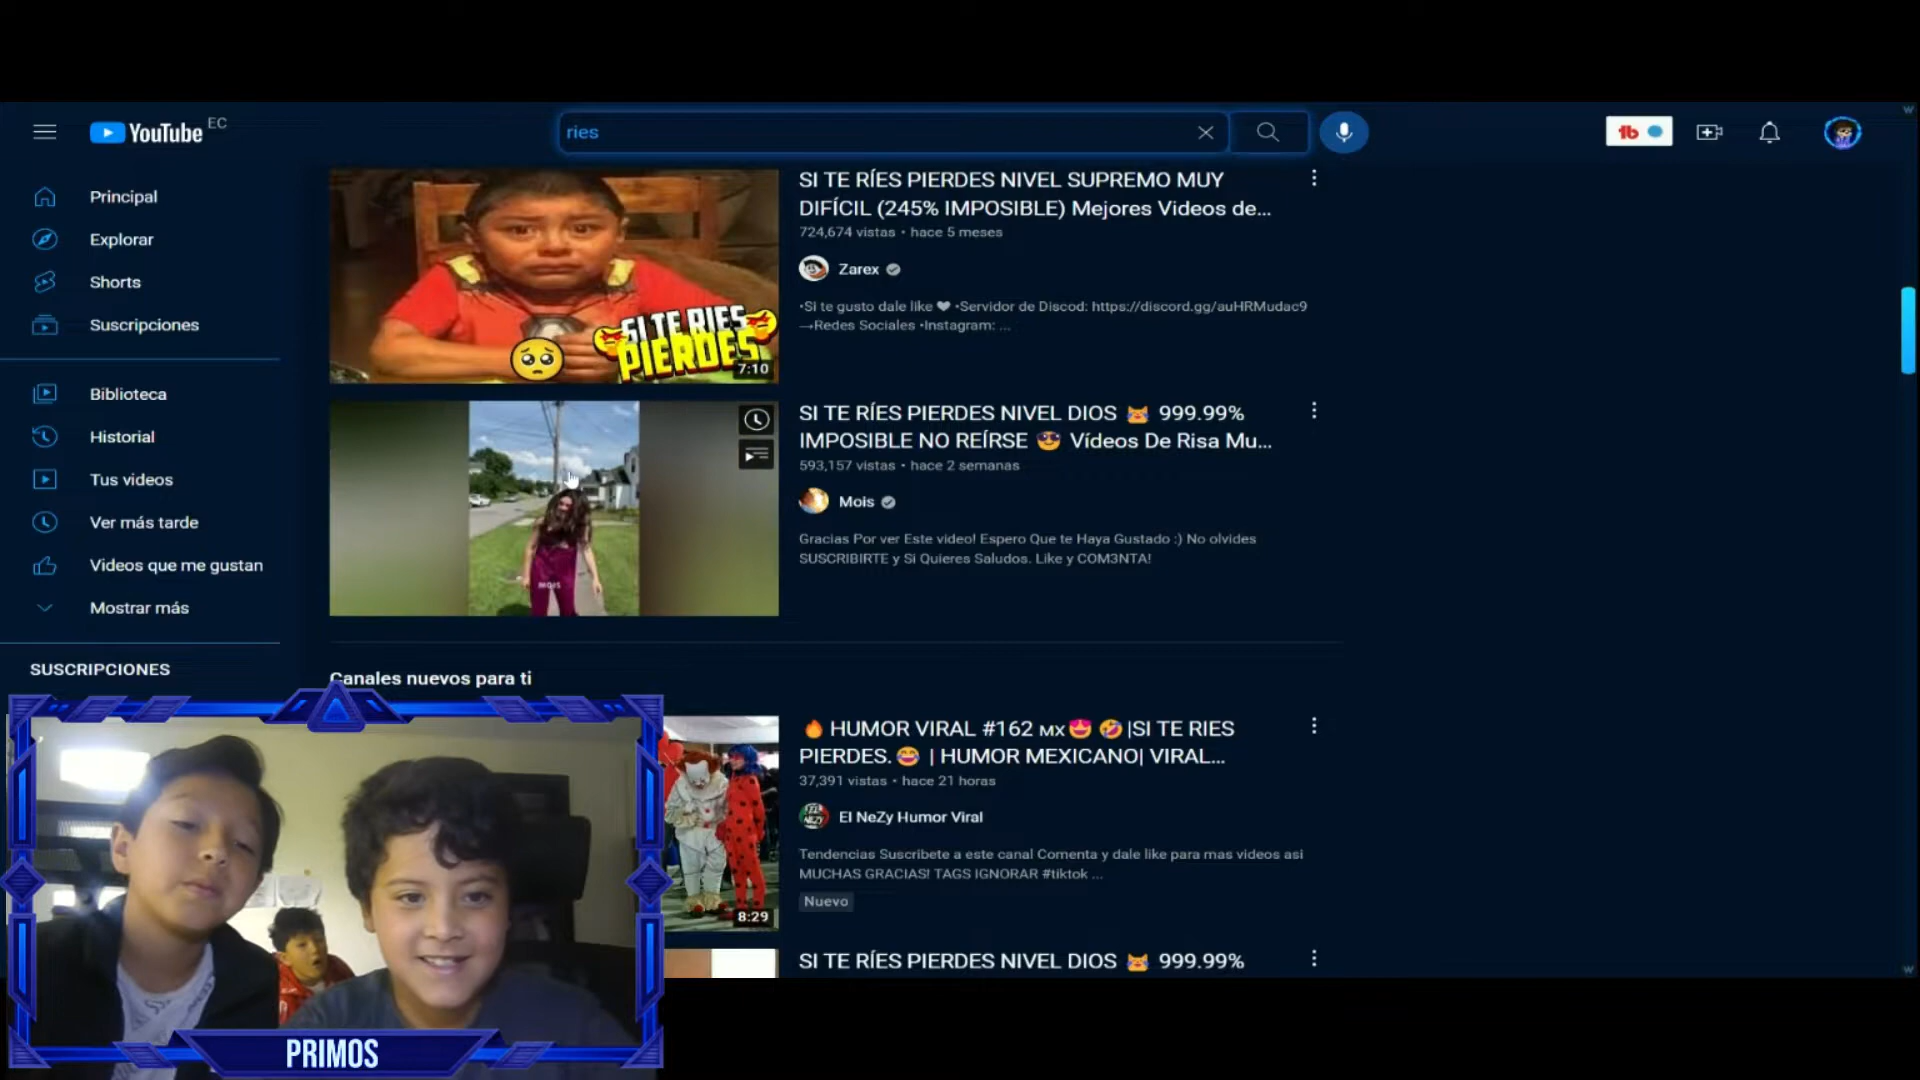 YouTube EC
ries
Principal
Explorar
Shorts
Suscripciones
Biblioteca
Historial
Tus videos
Ver más tarde
Videos que me gustan
Mostrar más
SUSCRIPCIONES
SI TE RIES
PIERDES
7:10
SI TE RÍES PIERDES NIVEL SUPREMO MUY
DIFÍCIL (245% IMPOSIBLE) Mejores Videos de...
724,674 vistas • hace 5 meses
Zarex
•Si te gusto dale like ❤ •Servidor de Discod: https://discord.gg/auHRMudac9
→Redes Sociales •Instagram: ...
MOIS
SI TE RÍES PIERDES NIVEL DIOS 😹 999.99%
IMPOSIBLE NO REÍRSE 😎 Vídeos De Risa Mu...
593,157 vistas • hace 2 semanas
Mois
Gracias Por ver Este video! Espero Que te Haya Gustado :) No olvides
SUSCRIBIRTE y Si Quieres Saludos. Like y COM3NTA!
Canales nuevos para ti
8:29
🔥 HUMOR VIRAL #162 ᴍx🤩 🤣|SI TE RIES
PIERDES.😂 | HUMOR MEXICANO| VIRAL...
37,391 vistas • hace 21 horas
El NeZy Humor Viral
Tendencias Suscribete a este canal Comenta y dale like para mas videos asi
MUCHAS GRACIAS! TAGS IGNORAR #tiktok ...
Nuevo
SI TE RÍES PIERDES NIVEL DIOS 😹 999.99%
PRIMOS